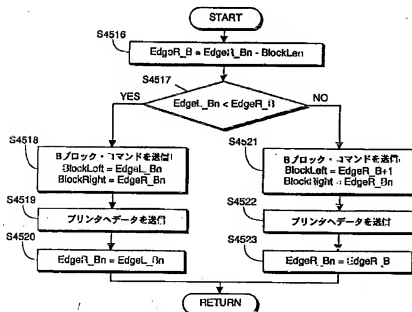 START
S4516
EdgeR_B = EdgeR_Bn - BlockLen
S4517
EdgeL_Bn < EdgeR_B
YES
NO
S4518
Bブロック・コマンドを送信
BlockLeft = EdgeL_Bn
BlockRight = EdgeR_Bn
S4519
プリンタへデータを送信
S4520
EdgeR_Bn = EdgeL_Bn
S4521
Bブロック・コマンドを送信
BlockLeft = EdgeR_B+1
BlockRight = EdgeR_Bn
S4522
プリンタへデータを送信
S4523
EdgeR_Bn = EdgeR_B
RETURN